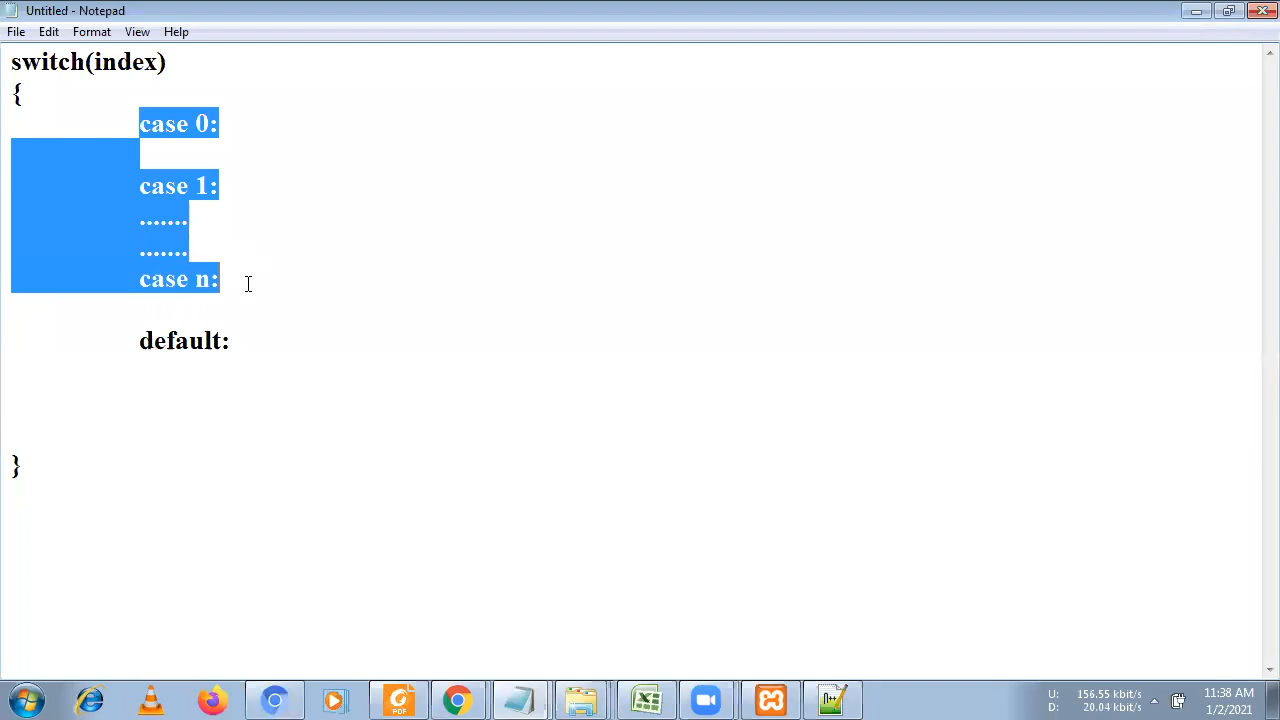 Untitled - Notepad
File Edit Format View Help
switch(index)
{
case 0:
case 1:
.......
.......
case n:
default:
}
PDF
U: 156.55 kbit/s
D: 20.04 kbit/s
11:38 AM
1/2/2021